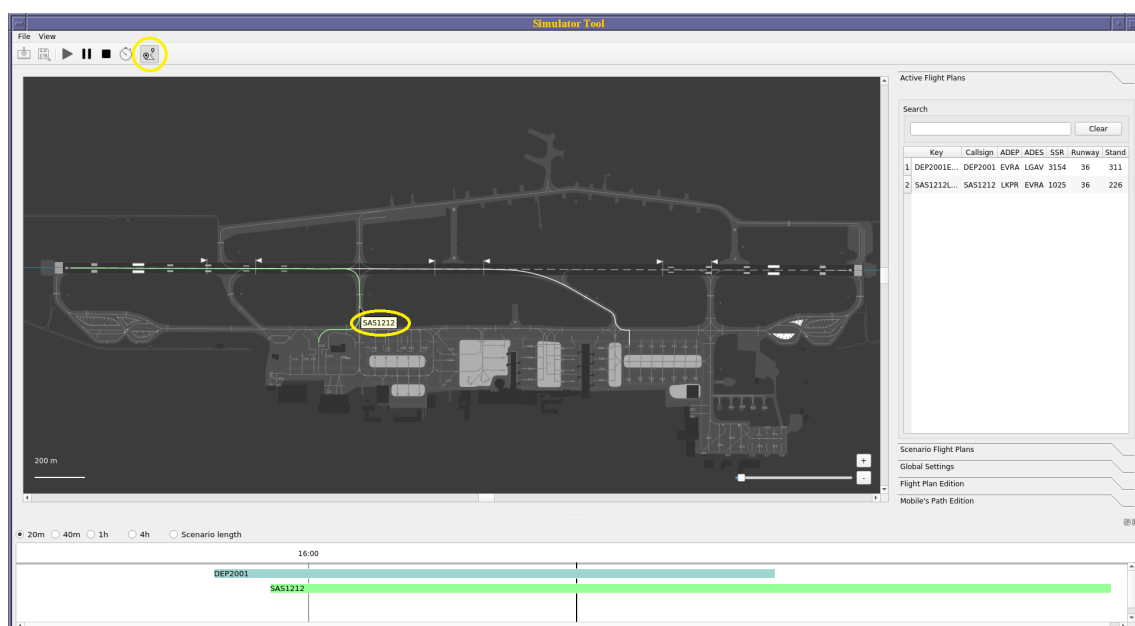 Simulator Tool
File View
Active Flight Plans
Search
Clear
Key Callsign ADEP ADES SSR Runway Stand
1 DEP2001E... DEP2001 EVRA LGAV 3154 36 311
2 SAS1212L... SAS1212 LKPR EVRA 1025 36 226
SAS1212
200 m
+
-
Scenario Flight Plans
Global Settings
Flight Plan Edition
Mobile's Path Edition
20m 40m 1h 4h Scenario length
16:00
DEP2001
SAS1212